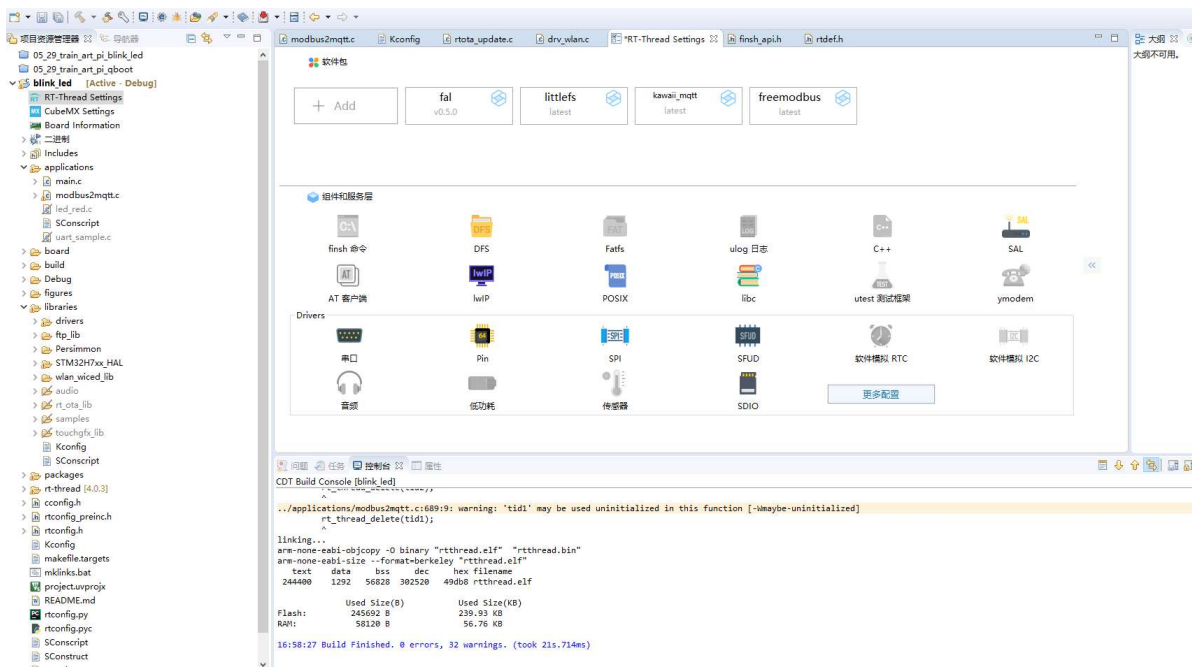 项目资源管理器 导航器
05_29_train_art_pi_blink_led
05_29_train_art_pi_qboot
blink_led [Active - Debug]
RT-Thread Settings
CubeMX Settings
Board Information
二进制
Includes
applications
main.c
modbus2mqtt.c
led_red.c
SConscript
uart_sample.c
board
build
Debug
figures
libraries
drivers
ftp_lib
Persimmon
STM32H7xx_HAL
wlan_wiced_lib
audio
rt_ota_lib
samples
touchgfx_lib
Kconfig
SConscript
packages
rt-thread [4.0.3]
cconfig.h
rtconfig_preinc.h
rtconfig.h
Kconfig
makefile.targets
mklinks.bat
project.uvprojx
README.md
rtconfig.py
rtconfig.pyc
SConscript
SConstruct
modbus2mqtt.c Kconfig rtota_update.c drv_wlan.c *RT-Thread Settings finsh_api.h rtdef.h
软件包
+ Add
fal
v0.5.0
littlefs
latest
kawaii_mqtt
latest
freemodbus
latest
组件和服务层
finsh 命令 DFS Fatfs ulog 日志 C++ SAL
AT 客户端 lwIP POSIX libc utest 测试框架 ymodem
Drivers
串口 Pin SPI SFUD 软件模拟 RTC 软件模拟 I2C
音频 低功耗 传感器 SDIO 更多配置
大纲
大纲不可用。
问题 任务 控制台 属性
CDT Build Console [blink_led]
rt_thread_delete(tid2);
^
../applications/modbus2mqtt.c:689:9: warning: 'tid1' may be used uninitialized in this function [-Wmaybe-uninitialized]
rt_thread_delete(tid1);
^
linking...
arm-none-eabi-objcopy -O binary "rtthread.elf" "rtthread.bin"
arm-none-eabi-size --format=berkeley "rtthread.elf"
text data bss dec hex filename
244400 1292 56828 302520 49db8 rtthread.elf
Used Size(B) Used Size(KB)
Flash: 245692 B 239.93 KB
RAM: 58120 B 56.76 KB
16:58:27 Build Finished. 0 errors, 32 warnings. (took 21s.714ms)